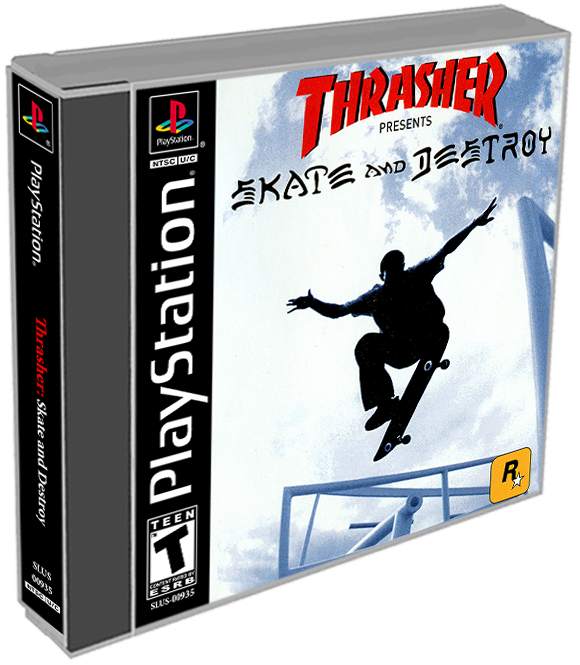 PlayStation.
Thrasher: Skate and Destroy
SLUS
00935
NTSC U/C
PlayStation
NTSC U/C
PlayStation
TEEN
T
CONTENT RATED BY
ESRB
SLUS-00935
THRASHER
PRESENTS
SKATE AND DESTROY
R